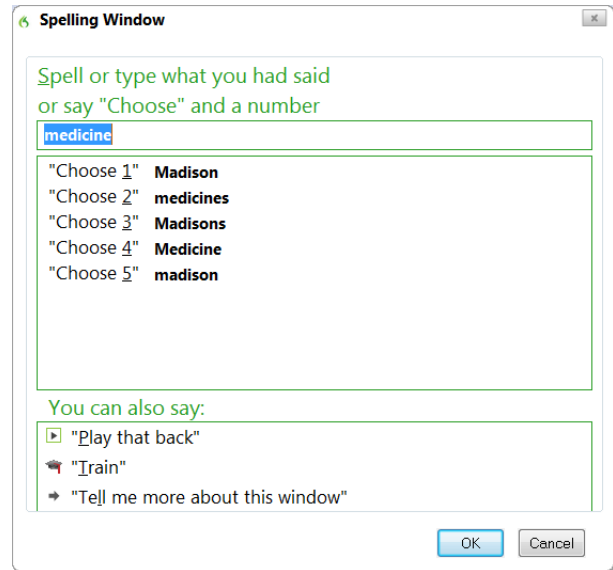 Spelling Window
Spell or type what you had said
or say "Choose" and a number
medicine
"Choose 1" Madison
"Choose 2" medicines
"Choose 3" Madisons
"Choose 4" Medicine
"Choose 5" madison
You can also say:
"Play that back"
"Train"
"Tell me more about this window"
OK Cancel